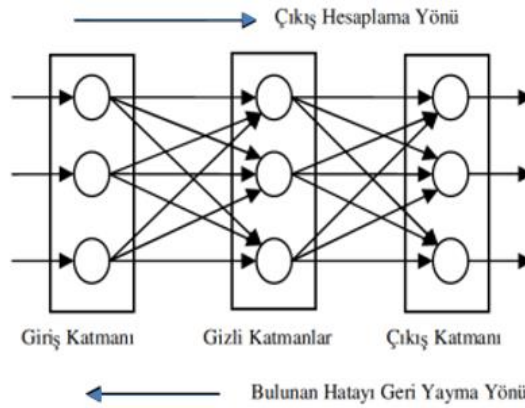 Çıkış Hesaplama Yönü
Giriş Katmanı Gizli Katmanlar Çıkış Katmanı
Bulunan Hatayı Geri Yayma Yönü